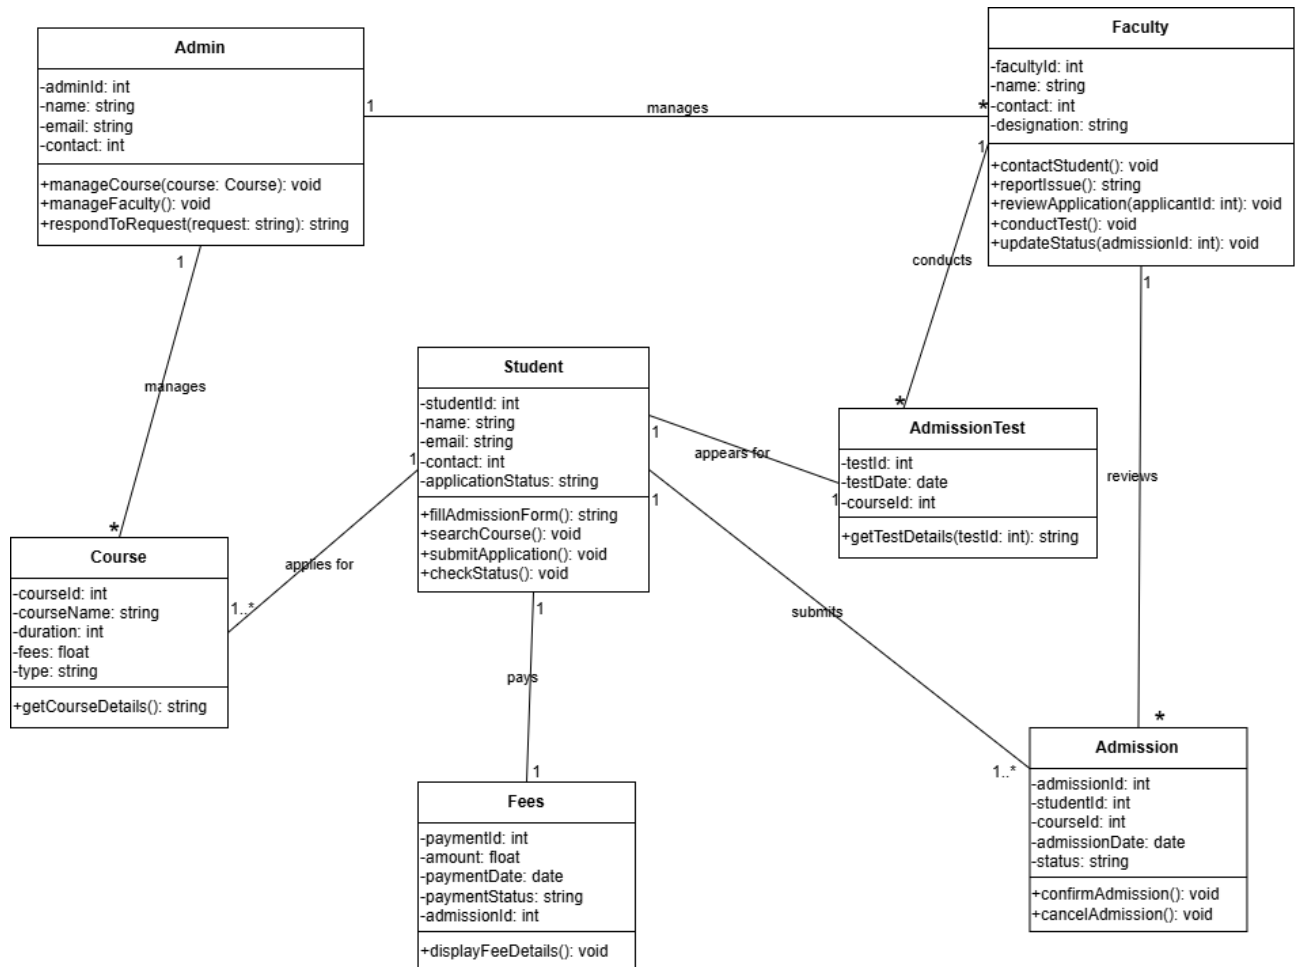 Admin
-adminId: int
-name: string
-email: string
-contact: int
+manageCourse(course: Course): void
+manageFaculty(): void
+respondToRequest(request: string): string
1
manages
*
Faculty
-facultyId: int
-name: string
-contact: int
-designation: string
+contactStudent(): void
+reportIssue(): string
+reviewApplication(applicantId: int): void
+conductTest(): void
+updateStatus(admissionId: int): void
1
conducts
*
1
reviews
*
1
manages
*
Student
-studentId: int
-name: string
-email: string
-contact: int
-applicationStatus: string
+fillAdmissionForm(): string
+searchCourse(): void
+submitApplication(): void
+checkStatus(): void
1
appears for
1
AdmissionTest
-testId: int
-testDate: date
-courseId: int
+getTestDetails(testId: int): string
1
applies for
1..*
Course
-courseId: int
-courseName: string
-duration: int
-fees: float
-type: string
+getCourseDetails(): string
1
submits
1..*
1
pays
1
Fees
-paymentId: int
-amount: float
-paymentDate: date
-paymentStatus: string
-admissionId: int
+displayFeeDetails(): void
Admission
-admissionId: int
-studentId: int
-courseId: int
-admissionDate: date
-status: string
+confirmAdmission(): void
+cancelAdmission(): void